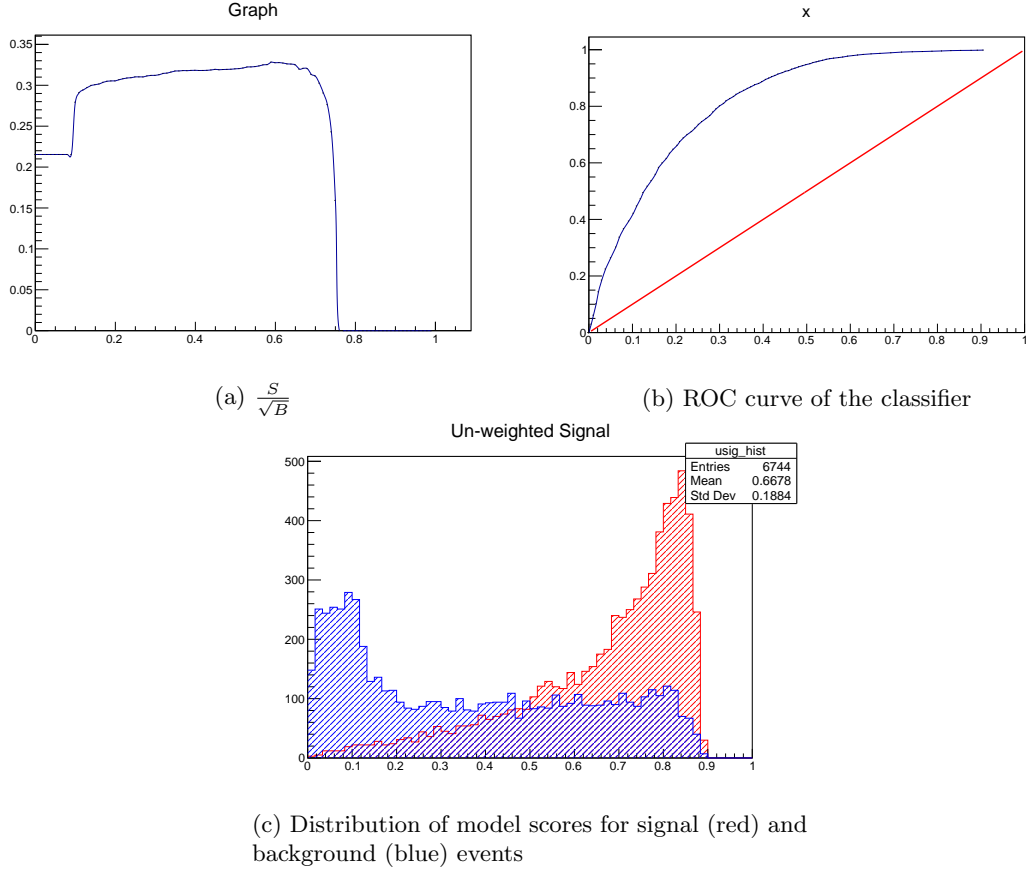 Graph
0.35
0.3
0.25
0.2
0.15
0.1
0.05
0
0 0.2 0.4 0.6 0.8 1
(a) S/√B
x
1
0.8
0.6
0.4
0.2
0
0 0.1 0.2 0.3 0.4 0.5 0.6 0.7 0.8 0.9 1
(b) ROC curve of the classifier
Un-weighted Signal
usig_hist
Entries 6744
Mean 0.6678
Std Dev 0.1884
500
400
300
200
100
0
0 0.1 0.2 0.3 0.4 0.5 0.6 0.7 0.8 0.9 1
(c) Distribution of model scores for signal (red) and
background (blue) events